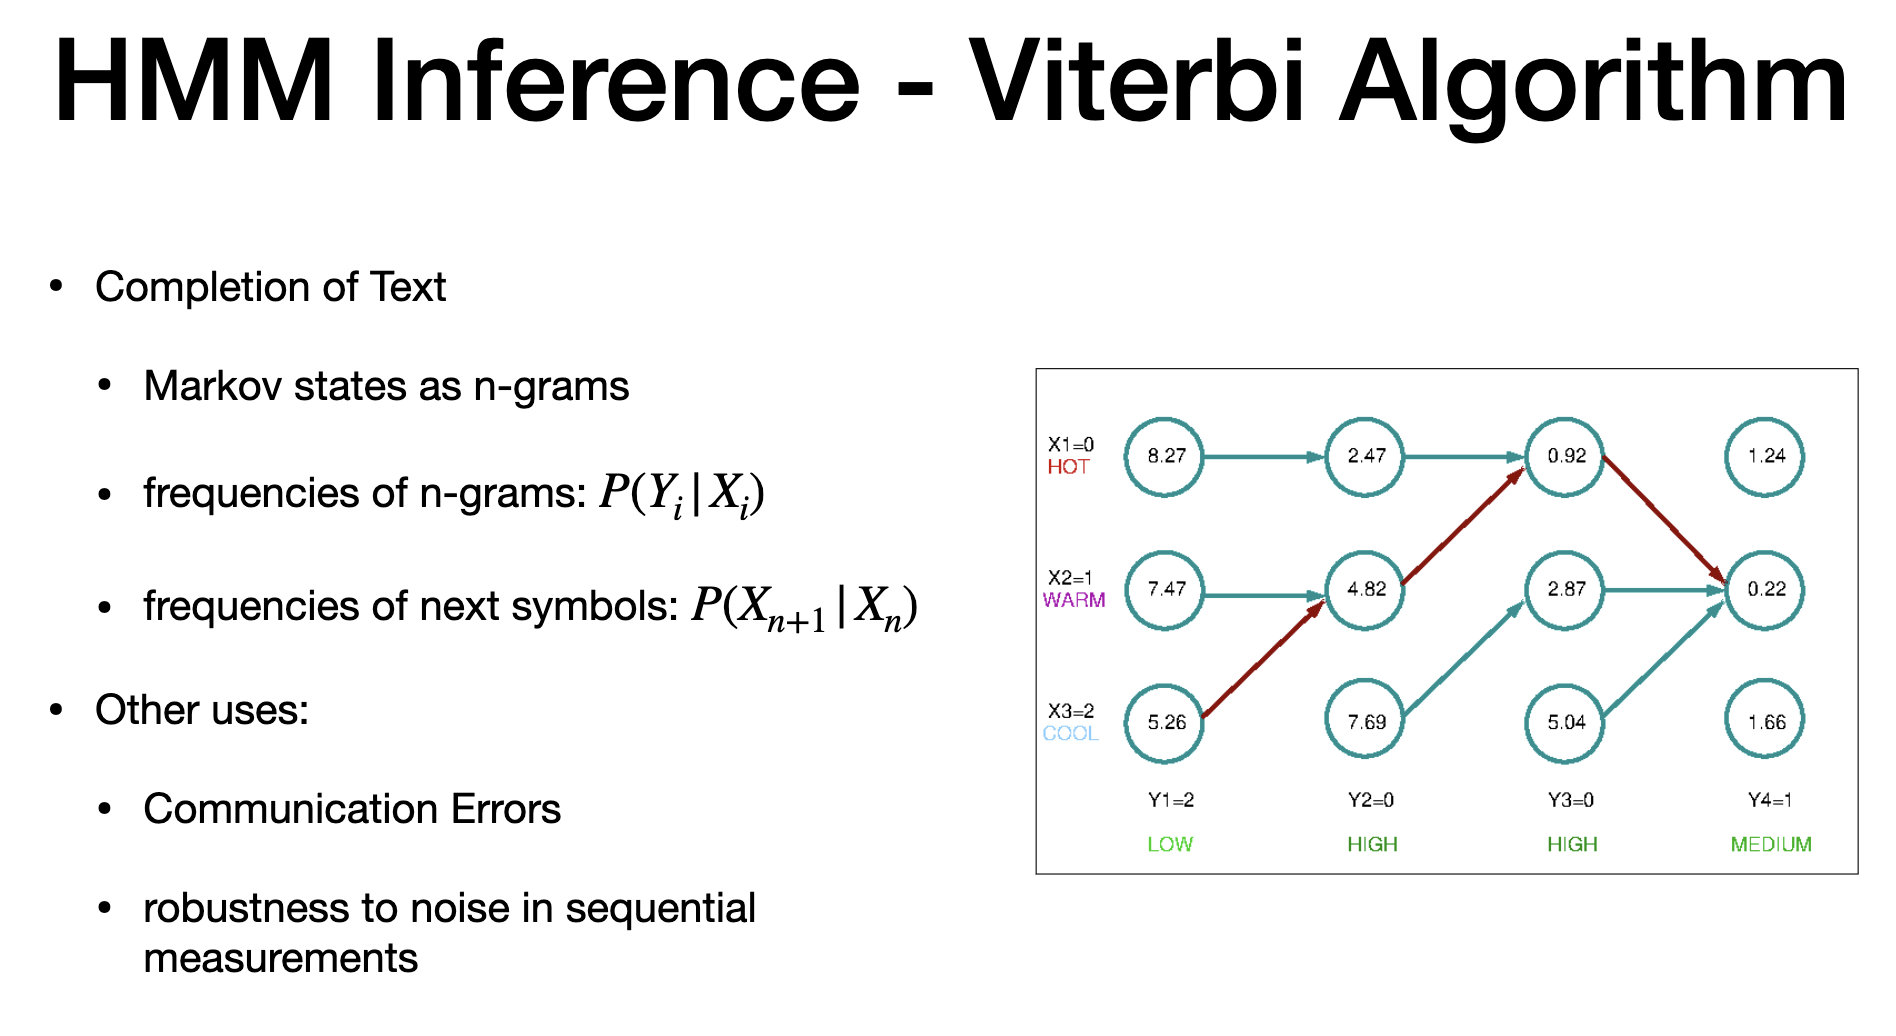 HMM Inference - Viterbi Algorithm
• Completion of Text
• Markov states as n-grams
• frequencies of n-grams: P(Y_i | X_i)
• frequencies of next symbols: P(X_{n+1} | X_n)
• Other uses:
• Communication Errors
• robustness to noise in sequential
measurements
X1=0
HOT
8.27 2.47 0.92 1.24
X2=1
WARM
7.47 4.82 2.87 0.22
X3=2
COOL
5.26 7.69 5.04 1.66
Y1=2 Y2=0 Y3=0 Y4=1
LOW HIGH HIGH MEDIUM